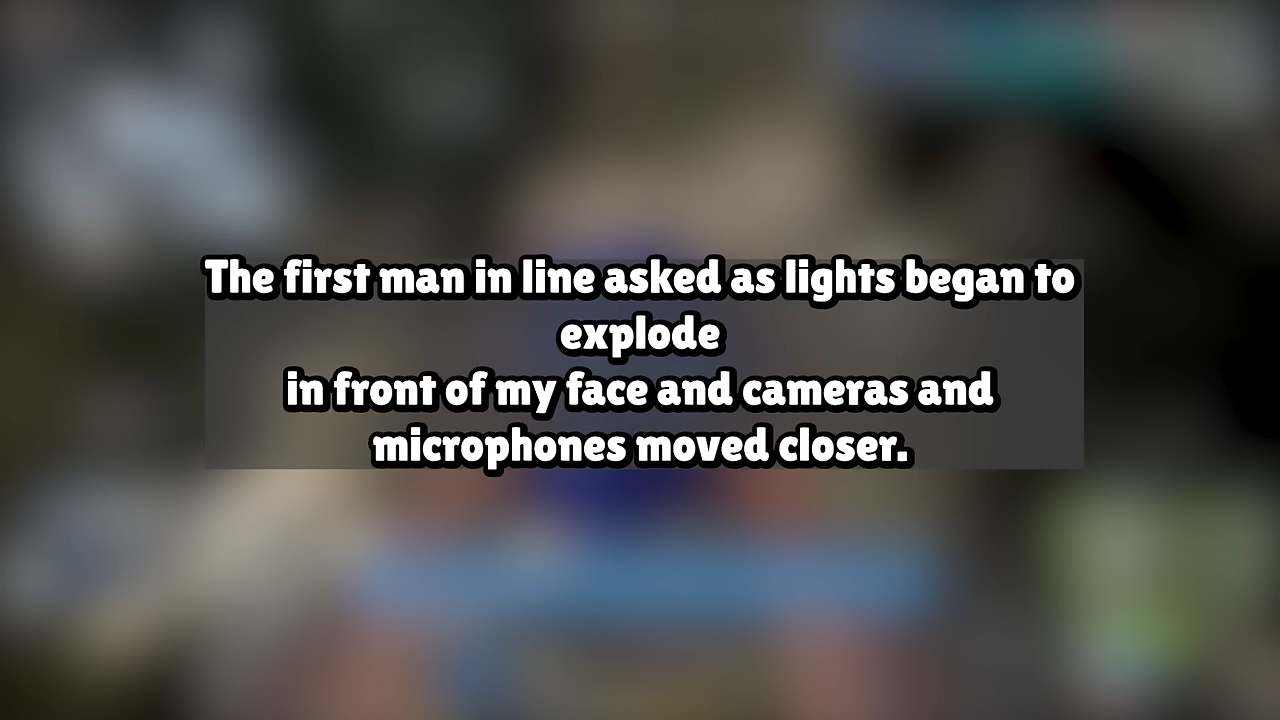 The first man in line asked as lights began to
explode
in front of my face and cameras and
microphones moved closer.